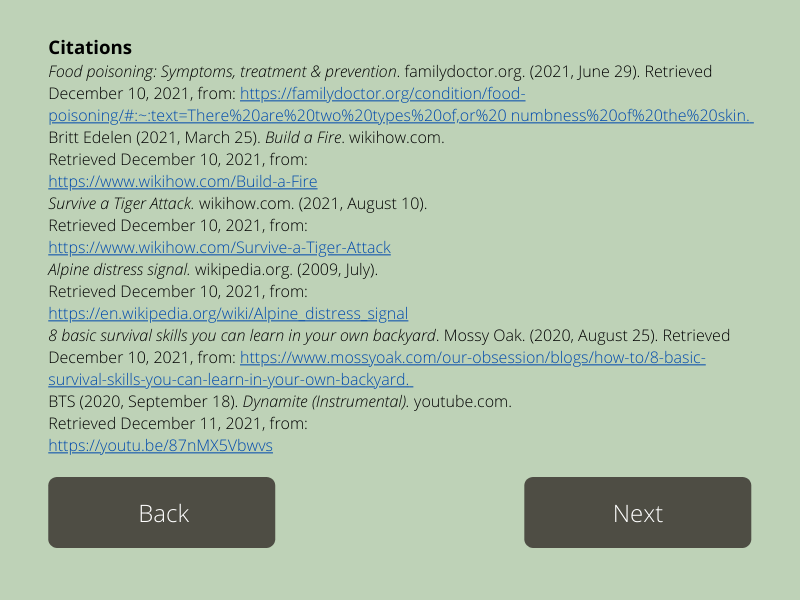 Citations
Food poisoning: Symptoms, treatment & prevention. familydoctor.org. (2021, June 29). Retrieved
December 10, 2021, from: https://familydoctor.org/condition/food-
poisoning/#:~:text=There%20are%20two%20types%20of,or%20 numbness%20of%20the%20skin.
Britt Edelen (2021, March 25). Build a Fire. wikihow.com.
Retrieved December 10, 2021, from:
https://www.wikihow.com/Build-a-Fire
Survive a Tiger Attack. wikihow.com. (2021, August 10).
Retrieved December 10, 2021, from:
https://www.wikihow.com/Survive-a-Tiger-Attack
Alpine distress signal. wikipedia.org. (2009, July).
Retrieved December 10, 2021, from:
https://en.wikipedia.org/wiki/Alpine_distress_signal
8 basic survival skills you can learn in your own backyard. Mossy Oak. (2020, August 25). Retrieved
December 10, 2021, from: https://www.mossyoak.com/our-obsession/blogs/how-to/8-basic-
survival-skills-you-can-learn-in-your-own-backyard.
BTS (2020, September 18). Dynamite (Instrumental). youtube.com.
Retrieved December 11, 2021, from:
https://youtu.be/87nMX5Vbwvs
Back
Next